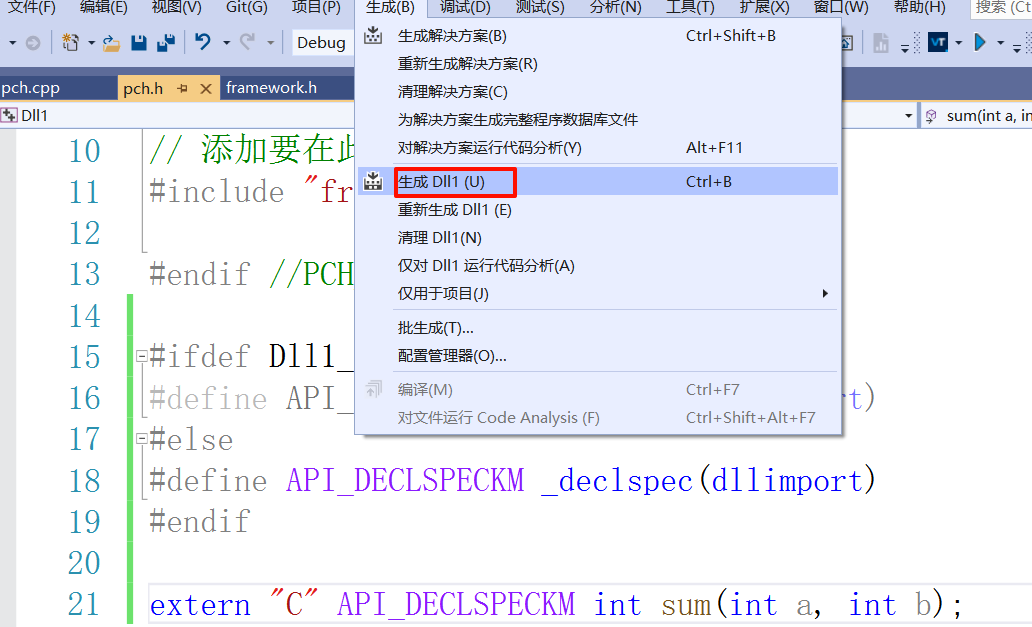 文件(F) 编辑(E) 视图(V) Git(G) 项目(P) 生成(B) 调试(D) 测试(S) 分析(N) 工具(T) 扩展(X) 窗口(W) 帮助(H) 搜索 (Ct
Debug
VT
pch.cpp pch.h framework.h
Dll1 sum(int a, in
生成解决方案(B) Ctrl+Shift+B
重新生成解决方案(R)
清理解决方案(C)
为解决方案生成完整程序数据库文件
对解决方案运行代码分析(Y) Alt+F11
生成 Dll1 (U) Ctrl+B
重新生成 Dll1 (E)
清理 Dll1(N)
仅对 Dll1 运行代码分析(A)
仅用于项目(J)
批生成(T)...
配置管理器(O)...
编译(M) Ctrl+F7
对文件运行 Code Analysis (F) Ctrl+Shift+Alt+F7
10 // 添加要在
11 #include "fr
12
13 #endif //PCH
14
15 #ifdef Dll1_
16 #define API_ t)
17 #else
18 #define API_DECLSPECKM _declspec(dllimport)
19 #endif
20
21 extern "C" API_DECLSPECKM int sum(int a, int b);